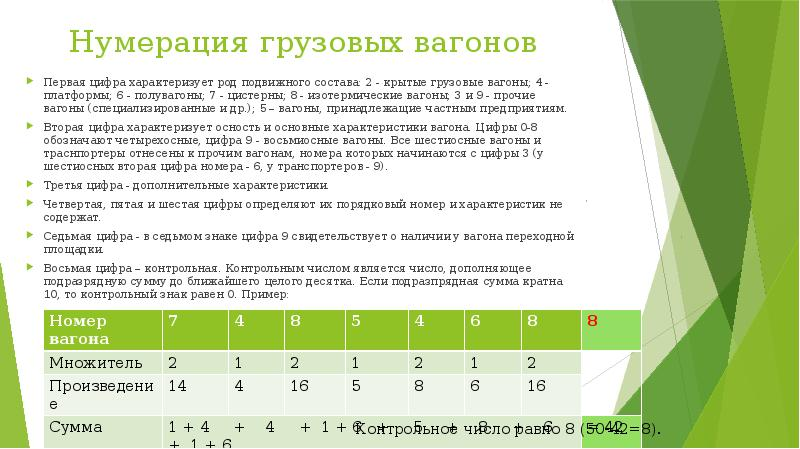 Нумерация грузовых вагонов
Первая цифра характеризует род подвижного состава: 2 - крытые грузовые вагоны; 4 -
платформы; 6 - полувагоны; 7 - цистерны; 8 - изотермические вагоны; 3 и 9 - прочие
вагоны (специализированные и др.); 5 – вагоны, принадлежащие частным предприятиям.
Вторая цифра характеризует осность и основные характеристики вагона. Цифры 0-8
обозначают четырехосные, цифра 9 - восьмиосные вагоны. Все шестиосные вагоны и
траснпортеры отнесены к прочим вагонам, номера которых начинаются с цифры 3 (у
шестиосных вторая цифра номера - 6, у транспортеров - 9).
Третья цифра - дополнительные характеристики.
Четвертая, пятая и шестая цифры определяют их порядковый номер и характеристик не
содержат.
Седьмая цифра - в седьмом знаке цифра 9 свидетельствует о наличии у вагона переходной
площадки.
Восьмая цифра – контрольная. Контрольным числом является число, дополняющее
подразрядную сумму до ближайшего целого десятка. Если подразпрядная сумма кратна
10, то контрольный знак равен 0. Пример:
Номер вагона 7 4 8 5 4 6 8 8
Множитель 2 1 2 1 2 1 2
Произведени
е 14 4 16 5 8 6 16
Сумма 1 + 4 + 4 + 1 + 6 + 5 + 8 + 6 = 42
+ 1 + 6
Контрольное число равно 8 (50-42=8).